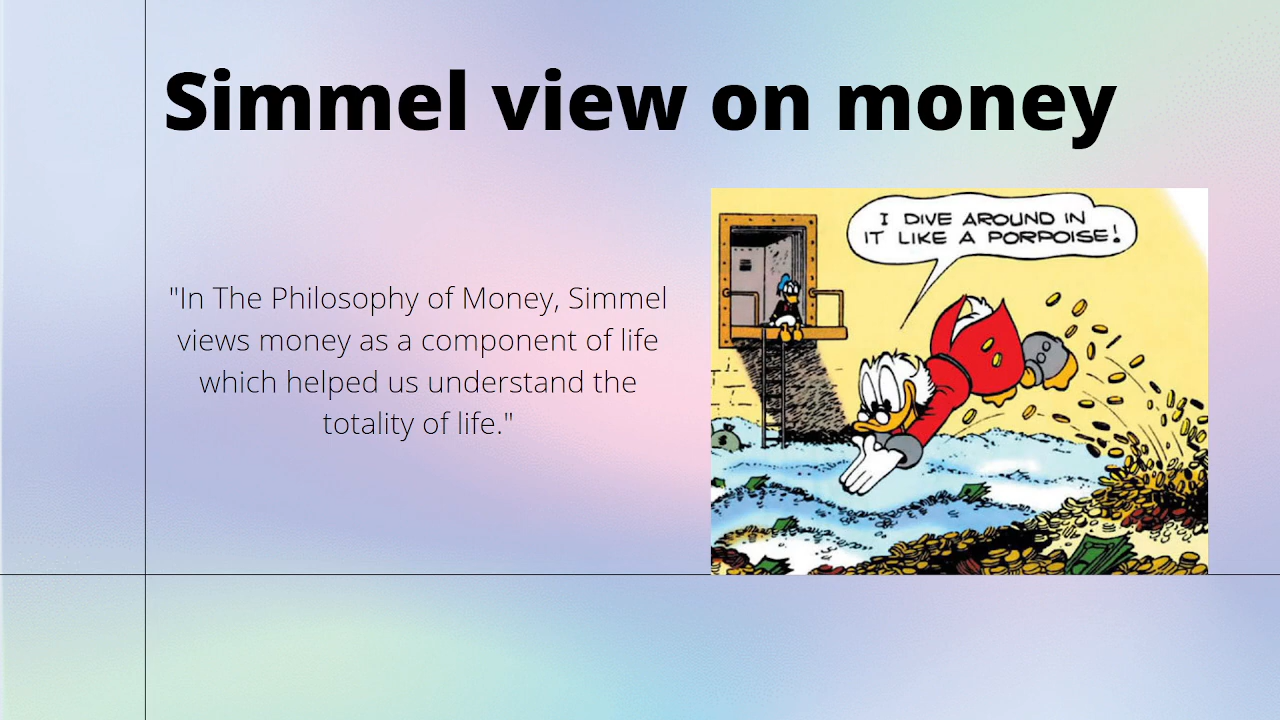 Simmel view on money
I DIVE AROUND IN
IT LIKE A PORPOISE!
"In The Philosophy of Money, Simmel
views money as a component of life
which helped us understand the
totality of life."
$